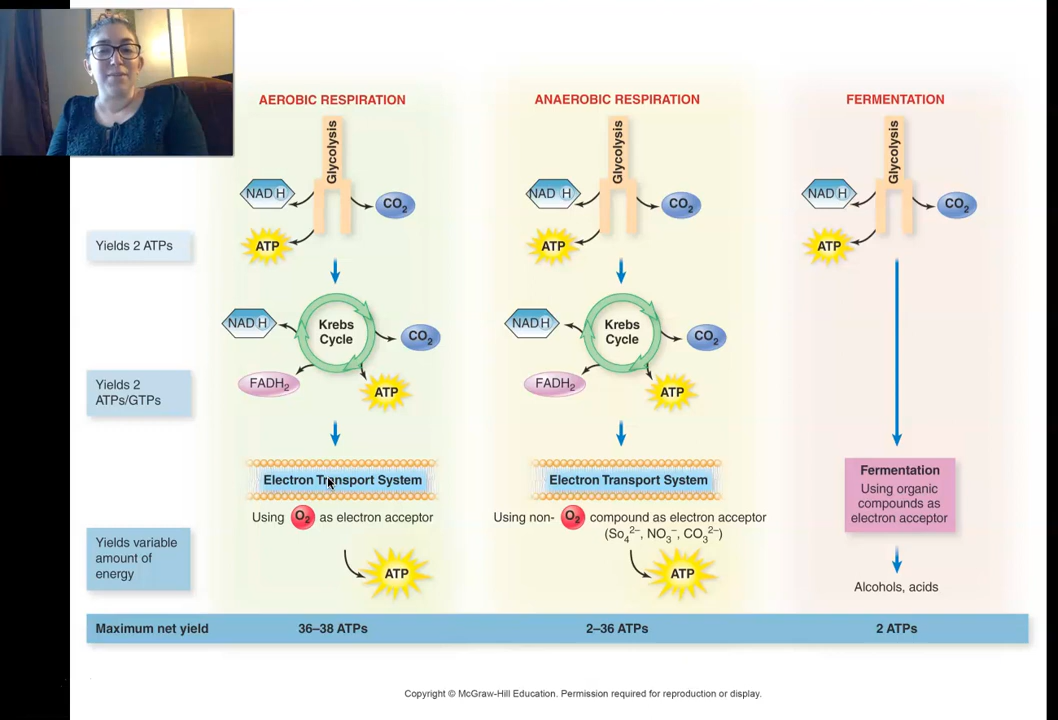 AEROBIC RESPIRATION
ANAEROBIC RESPIRATION
FERMENTATION
Glycolysis
Glycolysis
Glycolysis
NAD H
CO2
NAD H
CO2
NAD H
CO2
Yields 2 ATPs
ATP
ATP
ATP
NAD H
Krebs
Cycle
CO2
NAD H
Krebs
Cycle
CO2
Yields 2
ATPs/GTPs
FADH2
ATP
FADH2
ATP
Electron Transport System
Electron Transport System
Fermentation
Using organic
compounds as
electron acceptor
Using O2 as electron acceptor
Using non- O2 compound as electron acceptor
(So4 2–, NO3 –, CO3 2–)
Yields variable
amount of
energy
ATP
ATP
Alcohols, acids
Maximum net yield
36–38 ATPs
2–36 ATPs
2 ATPs
Copyright © McGraw-Hill Education. Permission required for reproduction or display.